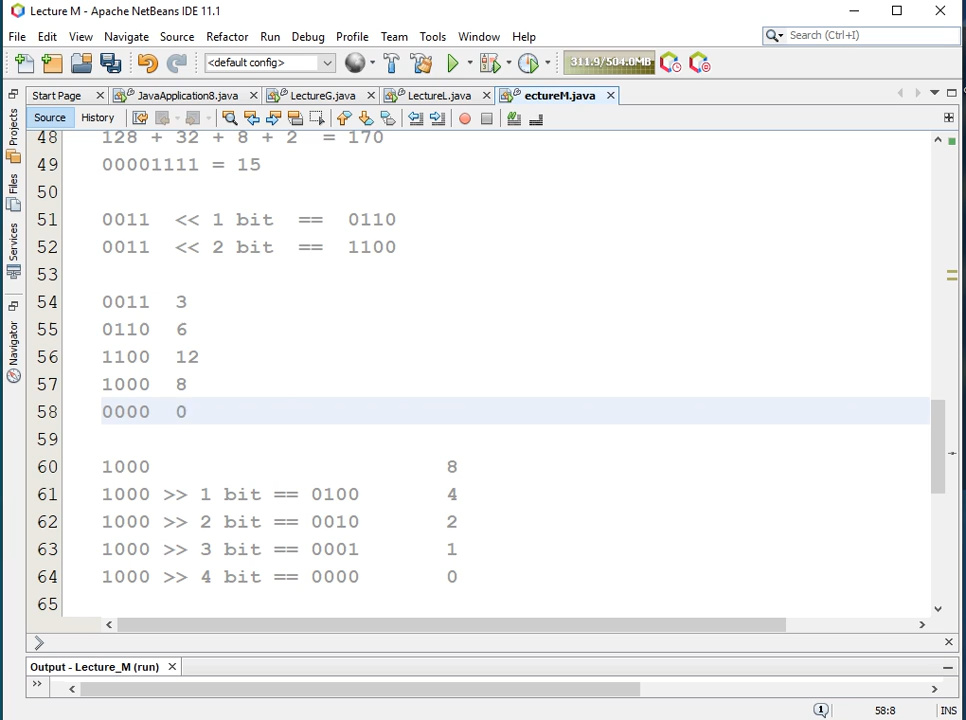 Lecture M - Apache NetBeans IDE 11.1
File Edit View Navigate Source Refactor Run Debug Profile Team Tools Window Help
Search (Ctrl+I)
<default config>
311.9/504.0MB
Start Page JavaApplication8.java LectureG.java LectureL.java ectureM.java
Source History
Projects
Files
Services
Navigator
48 128 + 32 + 8 + 2 = 170
49 00001111 = 15
50
51 0011 << 1 bit == 0110
52 0011 << 2 bit == 1100
53
54 0011 3
55 0110 6
56 1100 12
57 1000 8
58 0000 0
59
60 1000 8
61 1000 >> 1 bit == 0100 4
62 1000 >> 2 bit == 0010 2
63 1000 >> 3 bit == 0001 1
64 1000 >> 4 bit == 0000 0
65
Output - Lecture_M (run)
1 58:8 INS